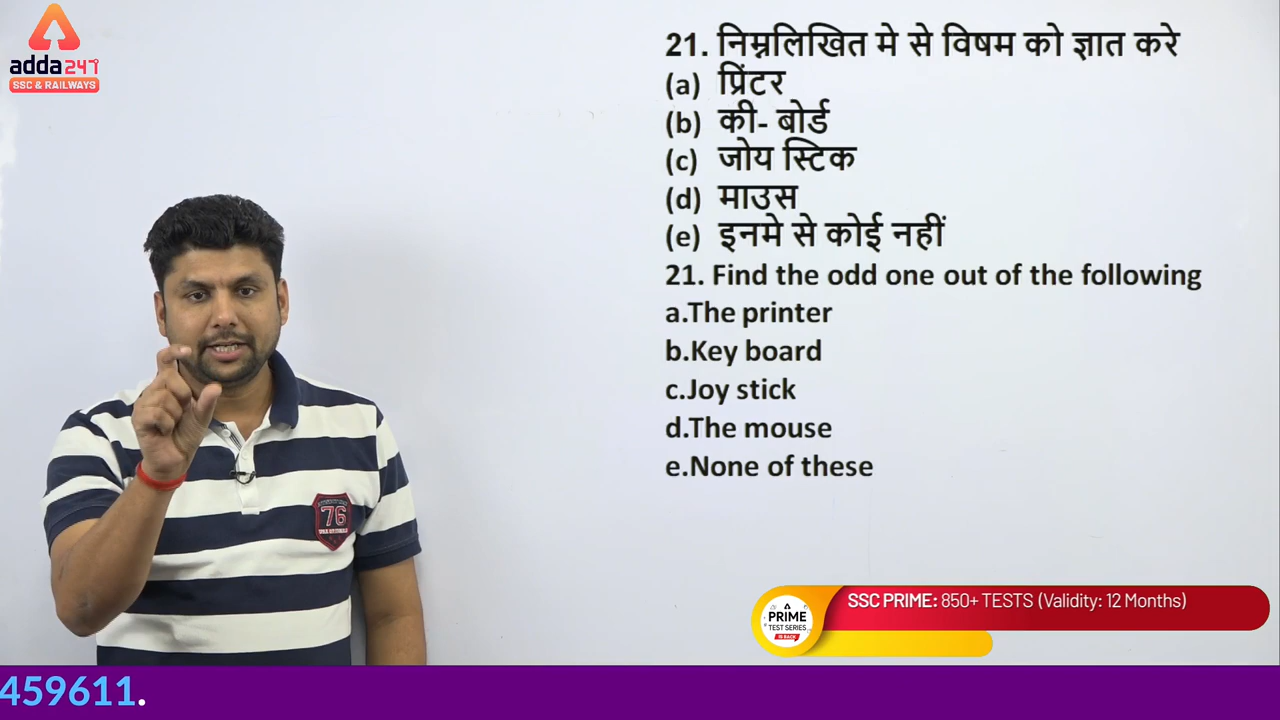 adda247
SSC & RAILWAYS
21. निम्नलिखित मे से विषम को ज्ञात करे
(a) प्रिंटर
(b) की- बोर्ड
(c) जोय स्टिक
(d) माउस
(e) इनमे से कोई नहीं
21. Find the odd one out of the following
a.The printer
b.Key board
c.Joy stick
d.The mouse
e.None of these
76
PRIME
TEST SERIES
IS BACK
SSC PRIME: 850+ TESTS (Validity: 12 Months)
459611.